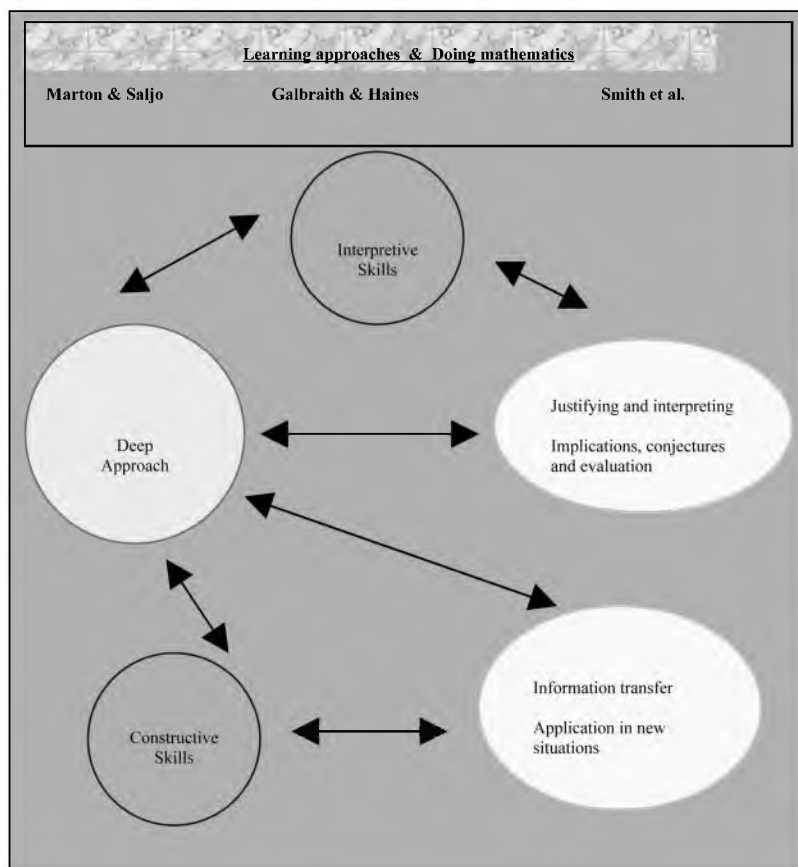 Learning approaches & Doing mathematics
Marton & Saljo Galbraith & Haines Smith et al.
Interpretive
Skills
Justifying and interpreting
Implications, conjectures
and evaluation
Deep
Approach
Information transfer
Application in new
situations
Constructive
Skills